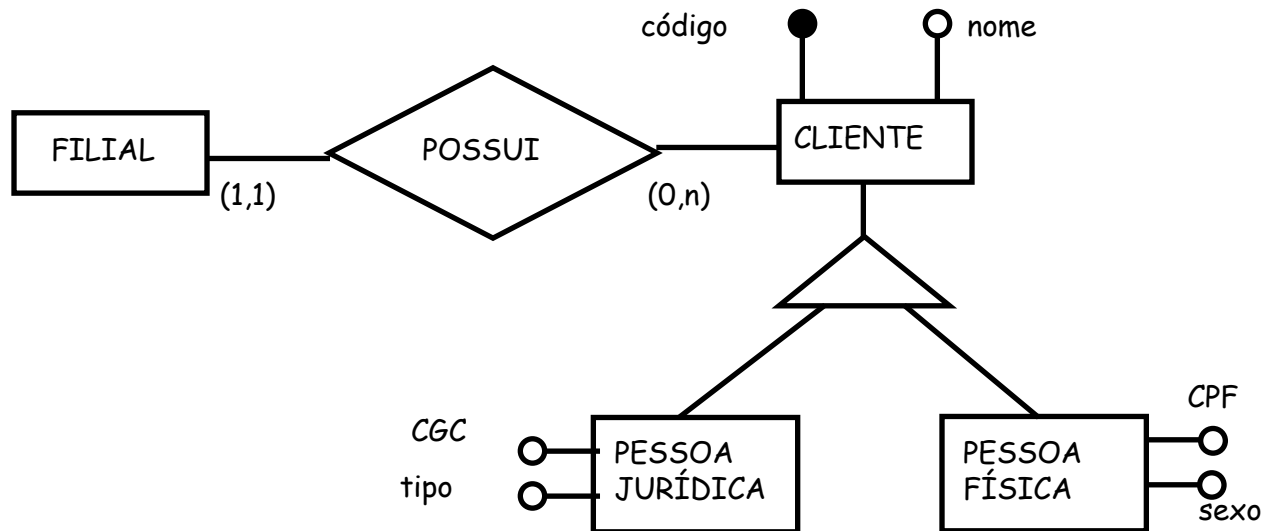 código
nome
FILIAL
POSSUI
CLIENTE
(1,1)
(0,n)
CGC
tipo
PESSOA
JURÍDICA
PESSOA
FÍSICA
CPF
sexo